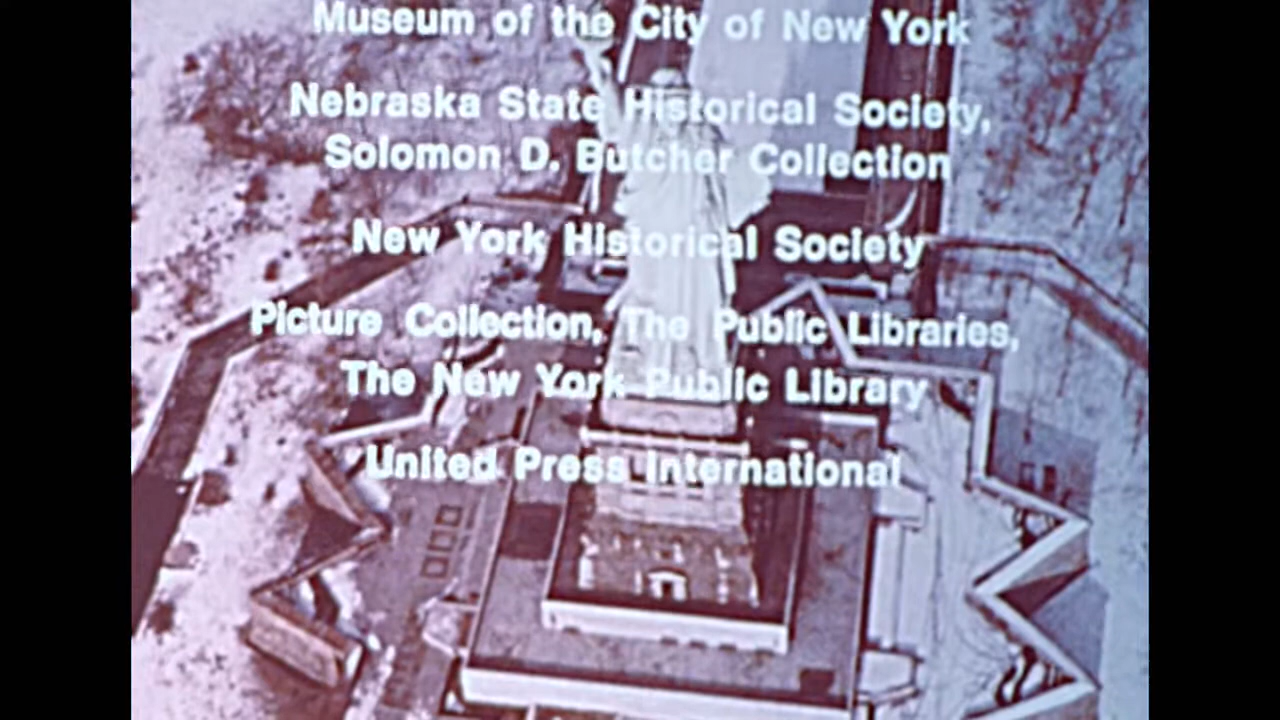 Museum of the City of New York
Nebraska State Historical Society,
Solomon D. Butcher Collection
New York Historical Society
Picture Collection, The Public Libraries,
The New York Public Library
United Press International